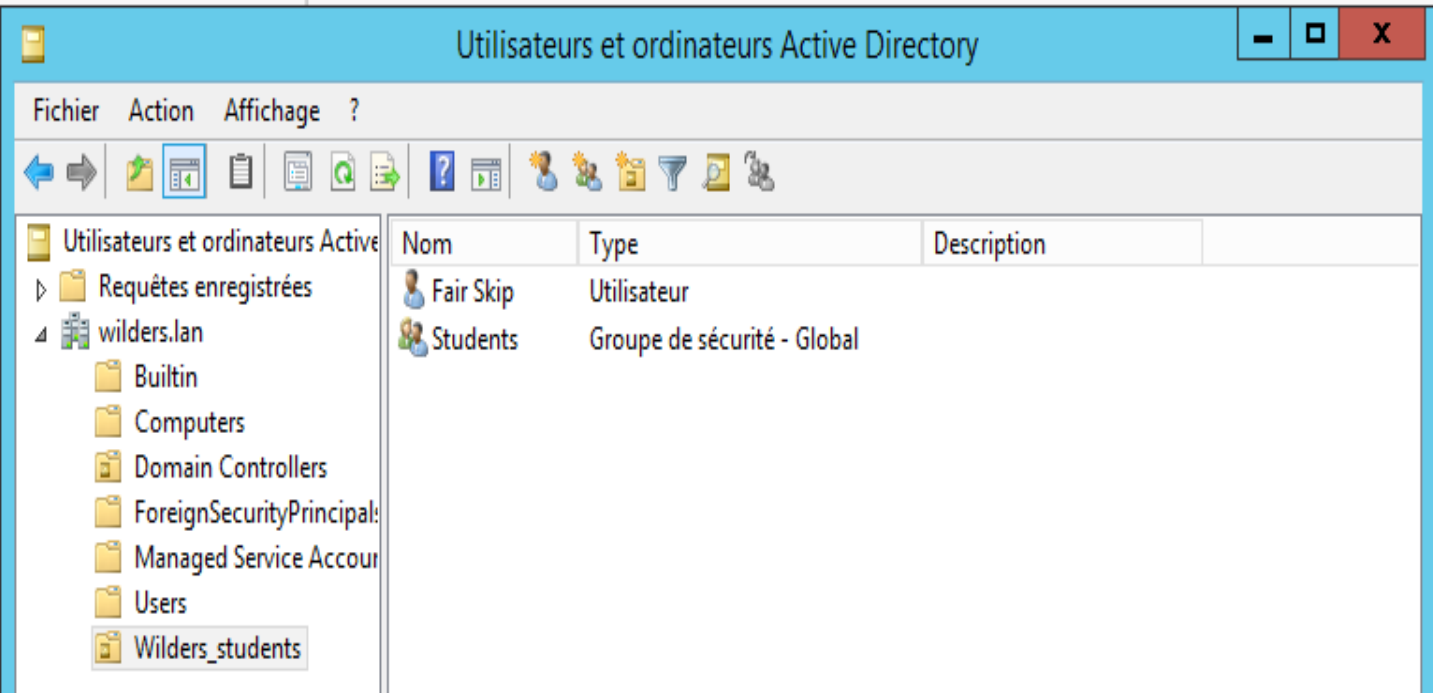 Utilisateurs et ordinateurs Active Directory
X
Fichier Action Affichage ?
?
Utilisateurs et ordinateurs Active
Requêtes enregistrées
wilders.lan
Builtin
Computers
Domain Controllers
ForeignSecurityPrincipals
Managed Service Accour
Users
Wilders_students
Nom Type Description
Fair Skip Utilisateur
Students Groupe de sécurité - Global